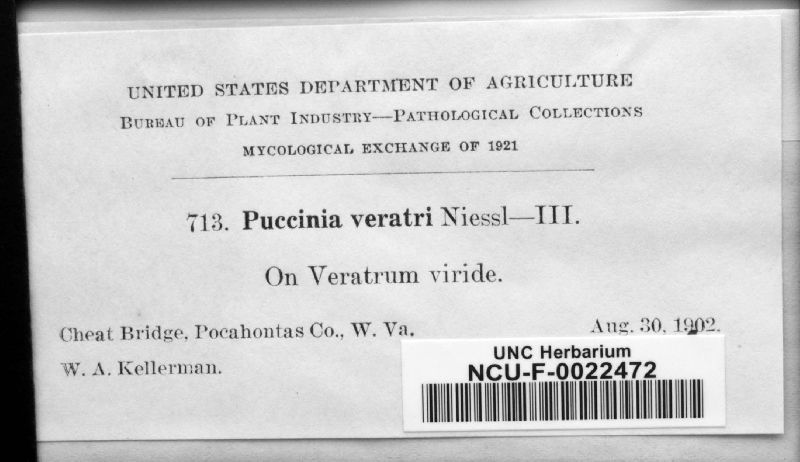 UNITED STATES DEPARTMENT OF AGRICULTURE
BUREAU OF PLANT INDUSTRY—PATHOLOGICAL COLLECTIONS
MYCOLOGICAL EXCHANGE OF 1921
713. Puccinia veratri Niessl—III.
On Veratrum viride.
Cheat Bridge, Pocahontas Co., W. Va. Aug. 30, 1902.
W. A. Kellerman.
UNC Herbarium
NCU-F-0022472